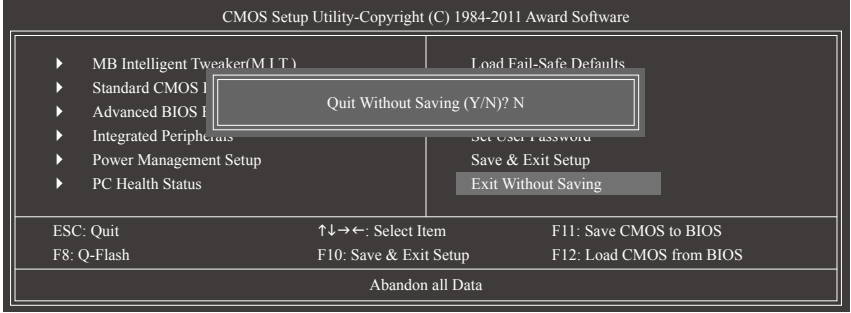 CMOS Setup Utility-Copyright (C) 1984-2011 Award Software
MB Intelligent Tweaker(M.I.T.) Load Fail-Safe Defaults
Standard CMOS
Advanced BIOS
Quit Without Saving (Y/N)? N
Integrated Peripherals Set User Password
Power Management Setup Save & Exit Setup
PC Health Status Exit Without Saving
ESC: Quit ↑↓→←: Select Item F11: Save CMOS to BIOS
F8: Q-Flash F10: Save & Exit Setup F12: Load CMOS from BIOS
Abandon all Data